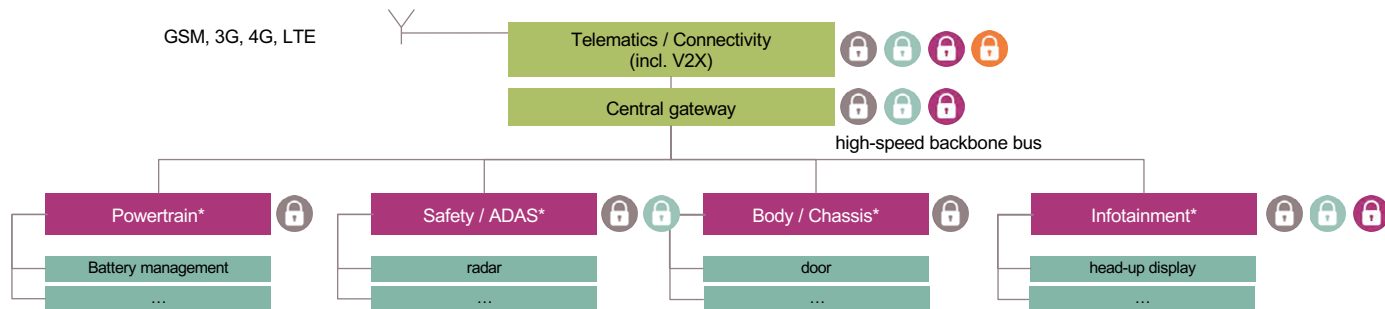 GSM, 3G, 4G, LTE
Telematics / Connectivity
(incl. V2X)
Central gateway
high-speed backbone bus
Powertrain*
Safety / ADAS*
Body / Chassis*
Infotainment*
Battery management
radar
door
head-up display
…
…
…
…